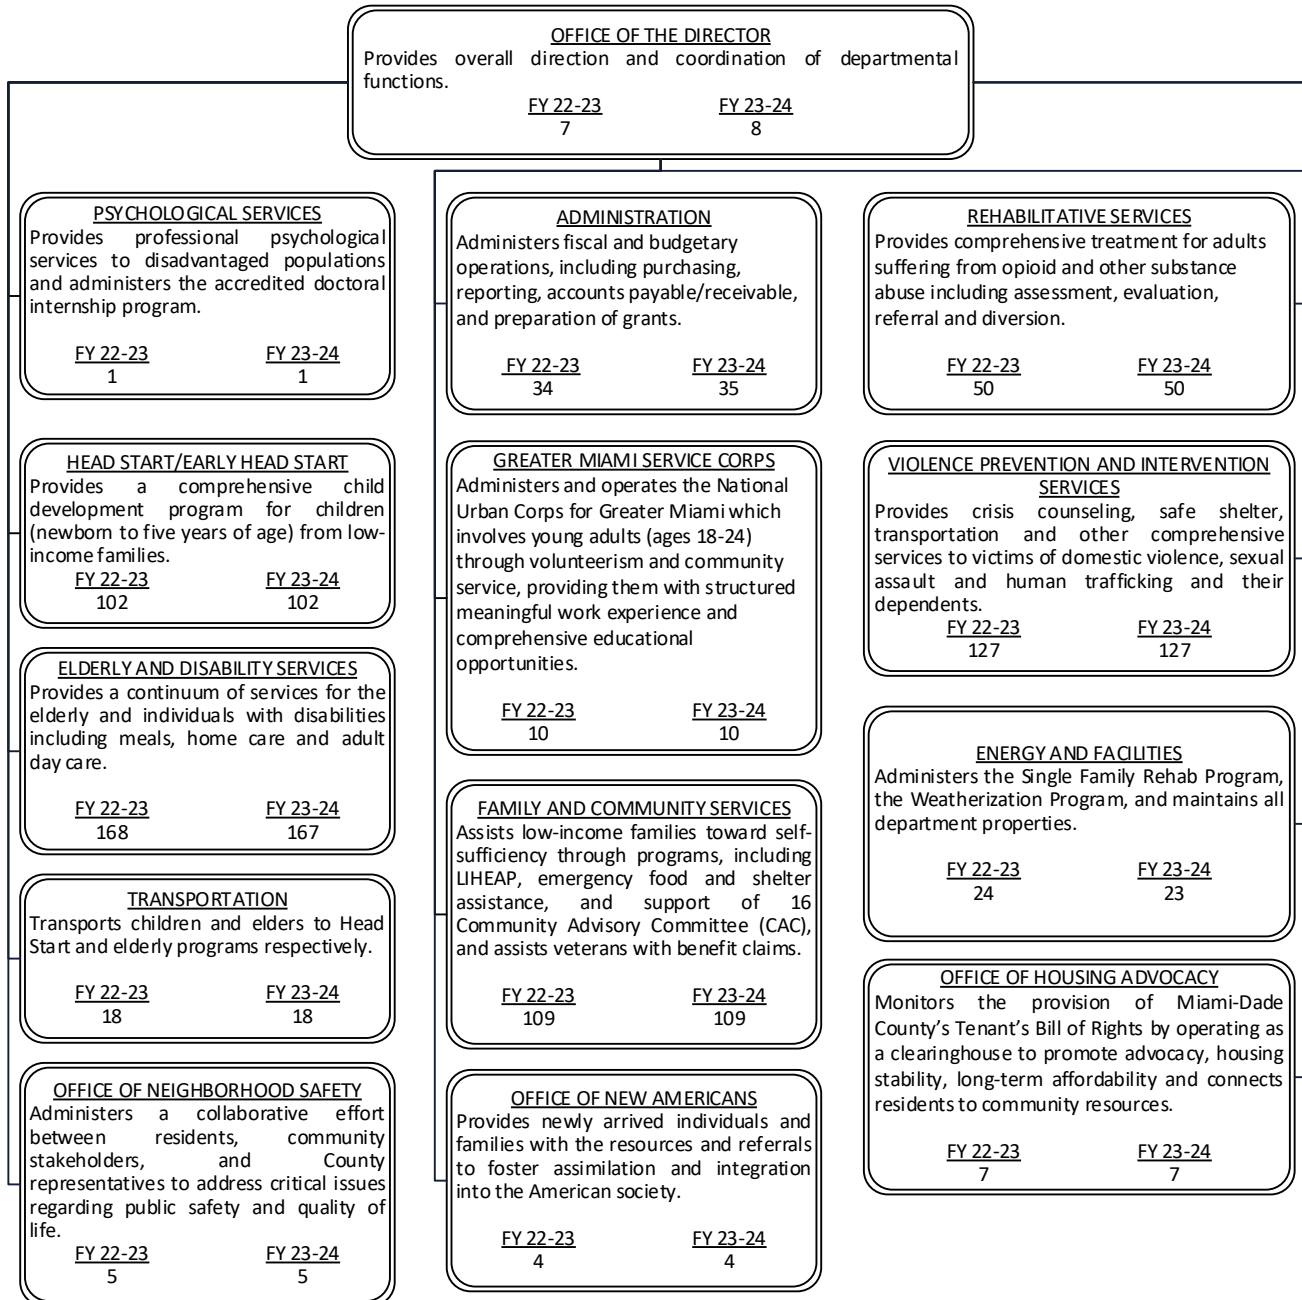 OFFICE OF THE DIRECTOR
Provides overall direction and coordination of departmental
functions.
FY 22-23 FY 23-24
7 8
PSYCHOLOGICAL SERVICES
Provides professional psychological
services to disadvantaged populations
and administers the accredited doctoral
internship program.
FY 22-23 FY 23-24
1 1
HEAD START/EARLY HEAD START
Provides a comprehensive child
development program for children
(newborn to five years of age) from low-
income families.
FY 22-23 FY 23-24
102 102
ELDERLY AND DISABILITY SERVICES
Provides a continuum of services for the
elderly and individuals with disabilities
including meals, home care and adult
day care.
FY 22-23 FY 23-24
168 167
TRANSPORTATION
Transports children and elders to Head
Start and elderly programs respectively.
FY 22-23 FY 23-24
18 18
OFFICE OF NEIGHBORHOOD SAFETY
Administers a collaborative effort
between residents, community
stakeholders, and County
representatives to address critical issues
regarding public safety and quality of
life.
FY 22-23 FY 23-24
5 5
ADMINISTRATION
Administers fiscal and budgetary
operations, including purchasing,
reporting, accounts payable/receivable,
and preparation of grants.
FY 22-23 FY 23-24
34 35
GREATER MIAMI SERVICE CORPS
Administers and operates the National
Urban Corps for Greater Miami which
involves young adults (ages 18-24)
through volunteerism and community
service, providing them with structured
meaningful work experience and
comprehensive educational
opportunities.
FY 22-23 FY 23-24
10 10
FAMILY AND COMMUNITY SERVICES
Assists low-income families toward self-
sufficiency through programs, including
LIHEAP, emergency food and shelter
assistance, and support of 16
Community Advisory Committee (CAC),
and assists veterans with benefit claims.
FY 22-23 FY 23-24
109 109
OFFICE OF NEW AMERICANS
Provides newly arrived individuals and
families with the resources and referrals
to foster assimilation and integration
into the American society.
FY 22-23 FY 23-24
4 4
REHABILITATIVE SERVICES
Provides comprehensive treatment for adults
suffering from opioid and other substance
abuse including assessment, evaluation,
referral and diversion.
FY 22-23 FY 23-24
50 50
VIOLENCE PREVENTION AND INTERVENTION
SERVICES
Provides crisis counseling, safe shelter,
transportation and other comprehensive
services to victims of domestic violence, sexual
assault and human trafficking and their
dependents.
FY 22-23 FY 23-24
127 127
ENERGY AND FACILITIES
Administers the Single Family Rehab Program,
the Weatherization Program, and maintains all
department properties.
FY 22-23 FY 23-24
24 23
OFFICE OF HOUSING ADVOCACY
Monitors the provision of Miami-Dade
County's Tenant's Bill of Rights by operating as
a clearinghouse to promote advocacy, housing
stability, long-term affordability and connects
residents to community resources.
FY 22-23 FY 23-24
7 7